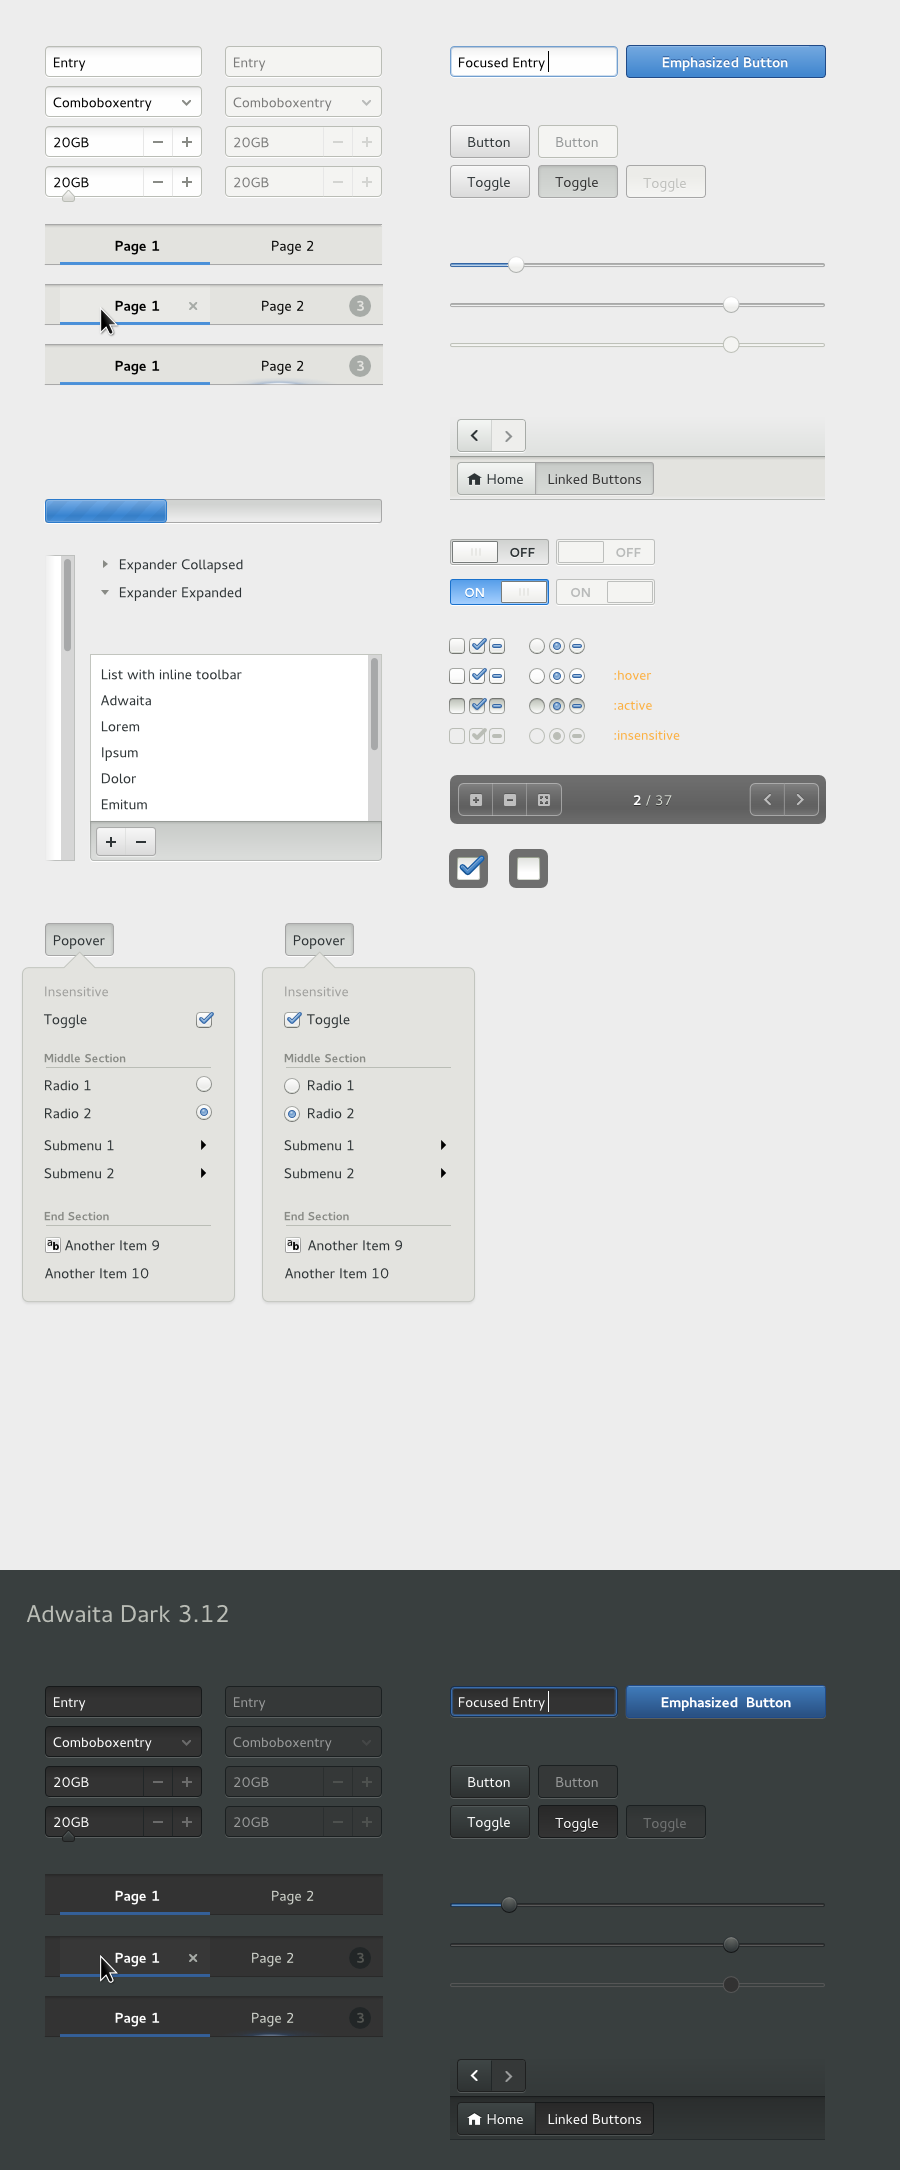 Entry
Entry
Focused Entry
Emphasized Button
Comboboxentry
Comboboxentry
20GB
20GB
Button
Button
20GB
20GB
Toggle
Toggle
Toggle
Page 1
Page 2
Page 1
Page 2
3
Page 1
Page 2
3
Home
Linked Buttons
OFF
OFF
ON
ON
Expander Collapsed
Expander Expanded
List with inline toolbar
Adwaita
Lorem
Ipsum
Dolor
Emitum
:hover
:active
:insensitive
2 / 37
Popover
Insensitive
Toggle
Middle Section
Radio 1
Radio 2
Submenu 1
Submenu 2
End Section
ab Another Item 9
Another Item 10
Popover
Insensitive
Toggle
Middle Section
Radio 1
Radio 2
Submenu 1
Submenu 2
End Section
ab Another Item 9
Another Item 10
Adwaita Dark 3.12
Entry
Entry
Focused Entry
Emphasized Button
Comboboxentry
Comboboxentry
20GB
20GB
Button
Button
20GB
20GB
Toggle
Toggle
Toggle
Page 1
Page 2
Page 1
Page 2
3
Page 1
Page 2
3
Home
Linked Buttons